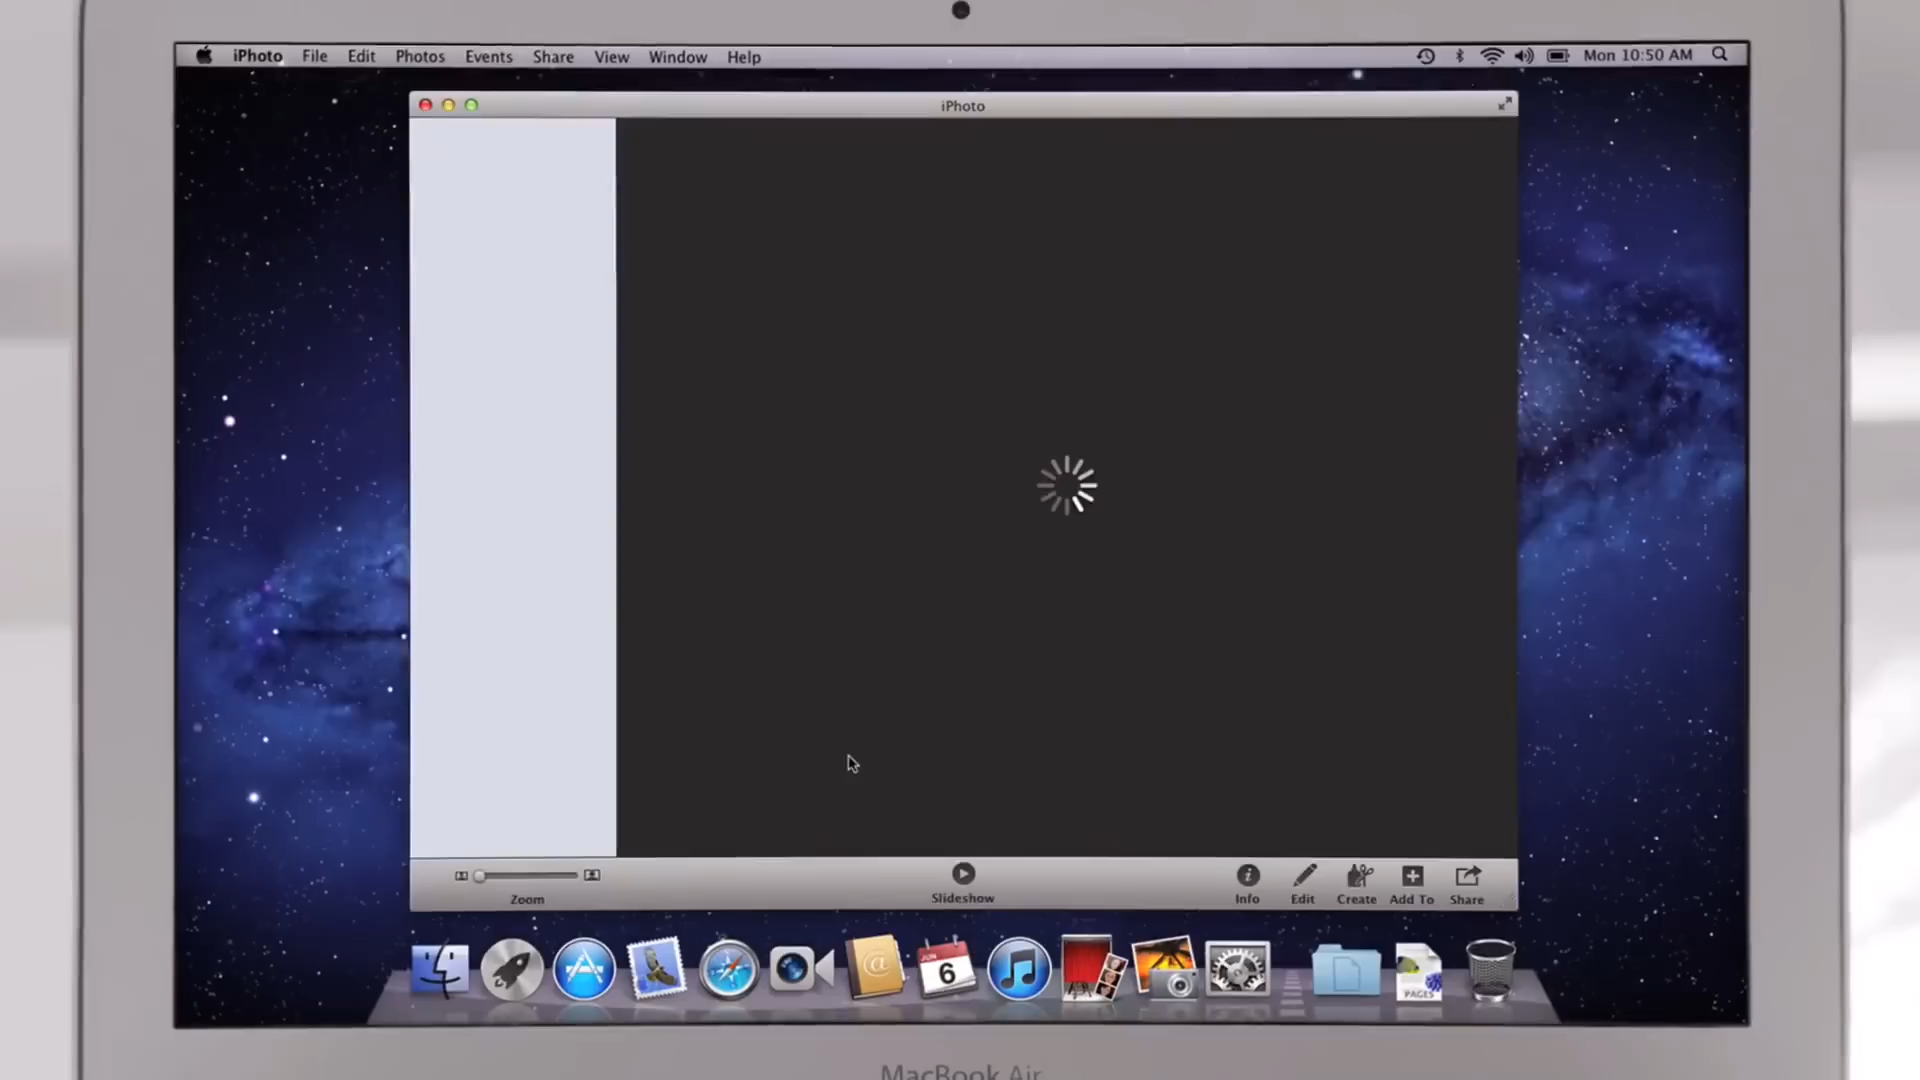 iPhoto File Edit Photos Events Share View Window Help Mon 10:50 AM
iPhoto
Zoom
Slideshow
Info Edit Create Add To Share
@
JUN
6
PAGES
MacBook Air